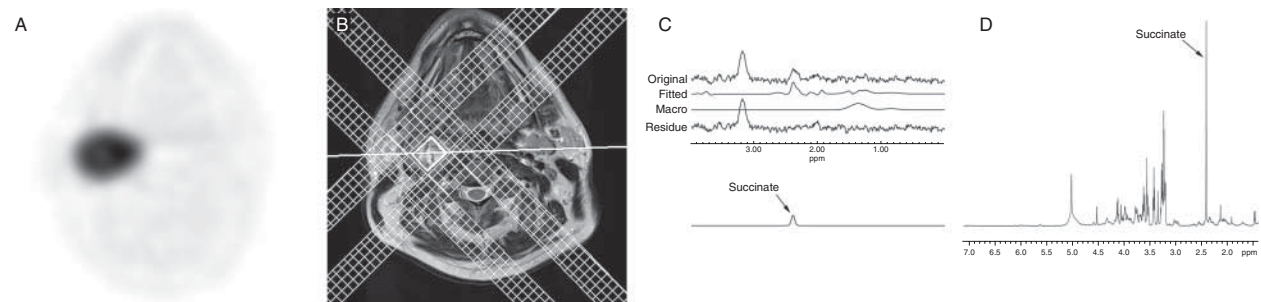 A
B
C
D
Original
Fitted
Macro
Residue
3.00
2.00
1.00
ppm
Succinate
Succinate
7.0
6.5
6.0
5.5
5.0
4.5
4.0
3.5
3.0
2.5
2.0
ppm